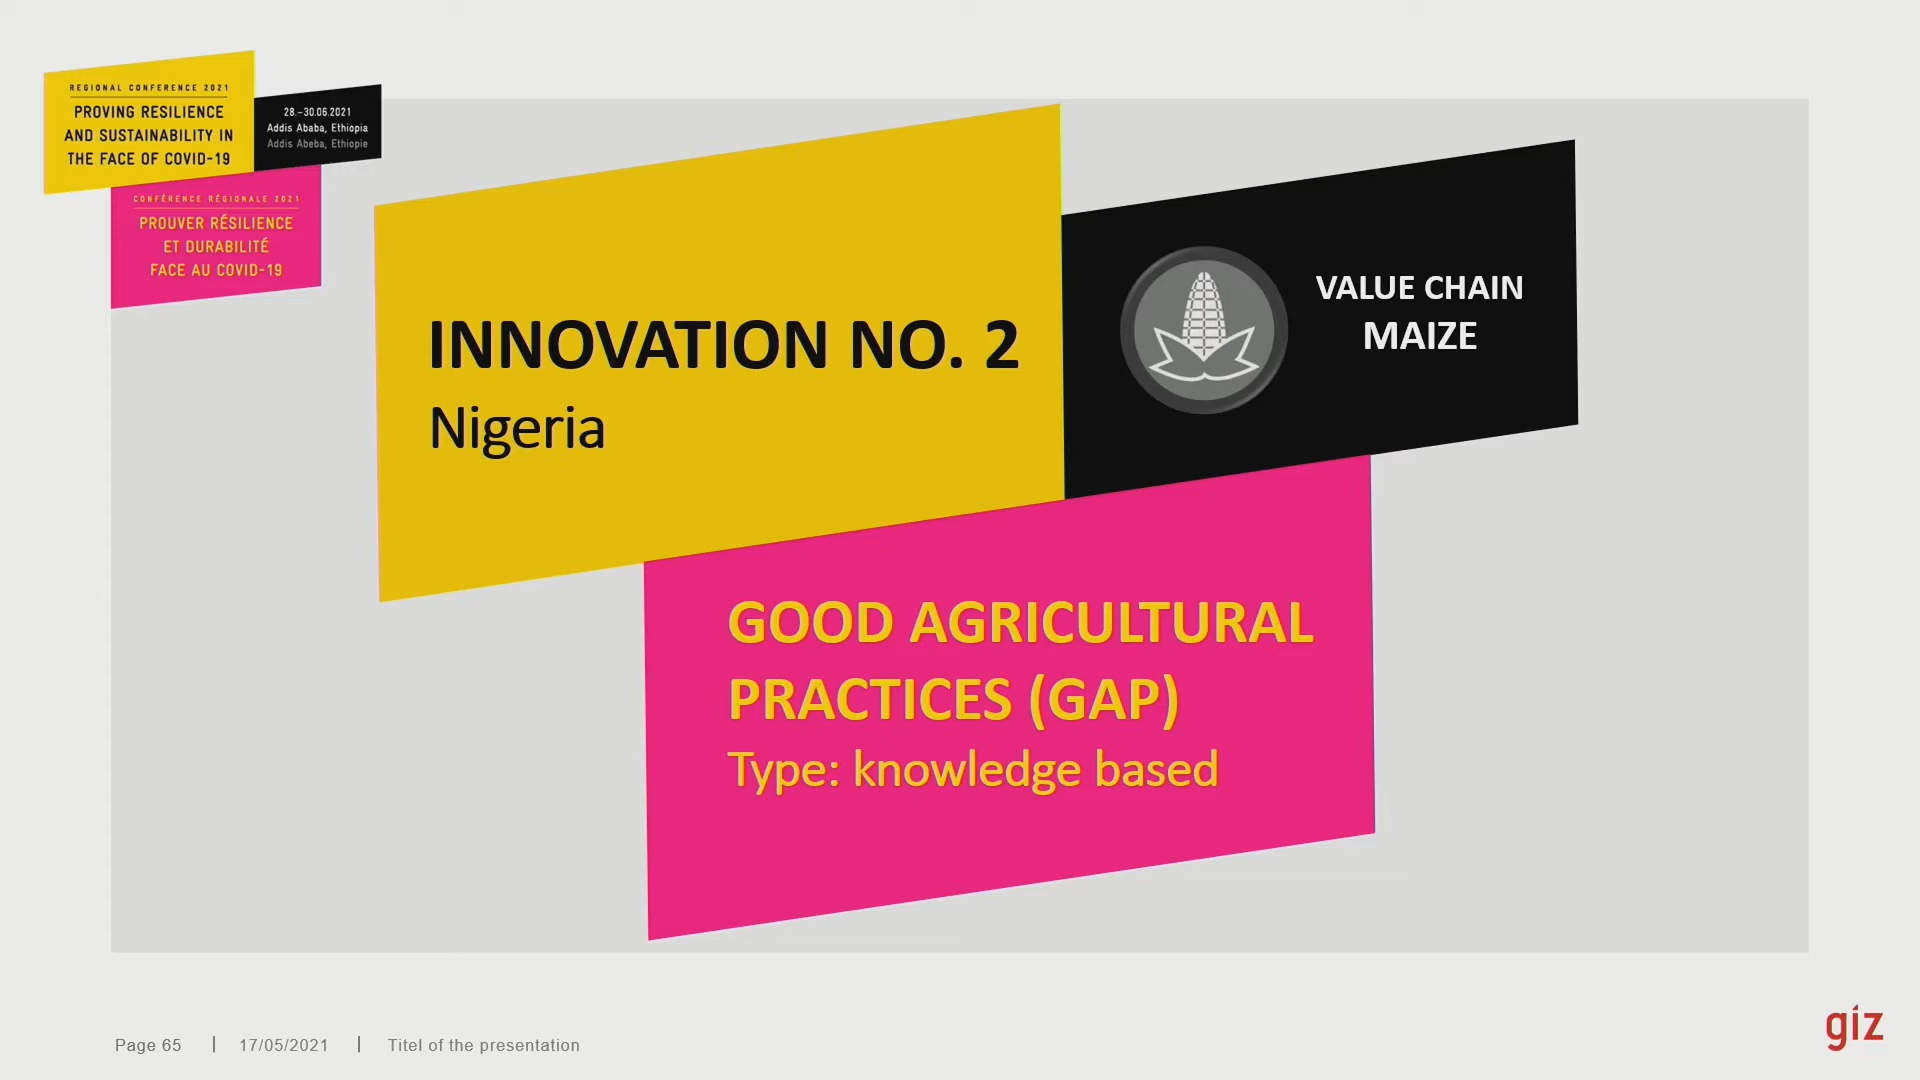 REGIONAL CONFERENCE 2021
PROVING RESILIENCE
AND SUSTAINABILITY IN
THE FACE OF COVID-19
28.–30.06.2021
Addis Ababa, Ethiopia
Addis Abeba, Ethiopie
CONFÉRENCE RÉGIONALE 2021
PROUVER RÉSILIENCE
ET DURABILITÉ
FACE AU COVID-19
INNOVATION NO. 2
Nigeria
VALUE CHAIN
MAIZE
GOOD AGRICULTURAL
PRACTICES (GAP)
Type: knowledge based
Page 65 | 17/05/2021 | Titel of the presentation
giz